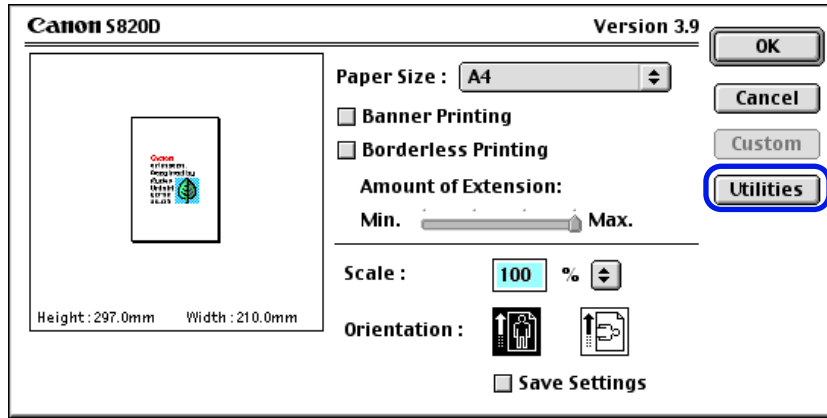 Canon S820D
Version 3.9
OK
Paper Size : A4
Cancel
Banner Printing
Custom
Borderless Printing
Utilities
Amount of Extension:
Min. Max.
Canon
Scale : 100 %
Height:297.0mm Width:210.0mm
Orientation :
Save Settings